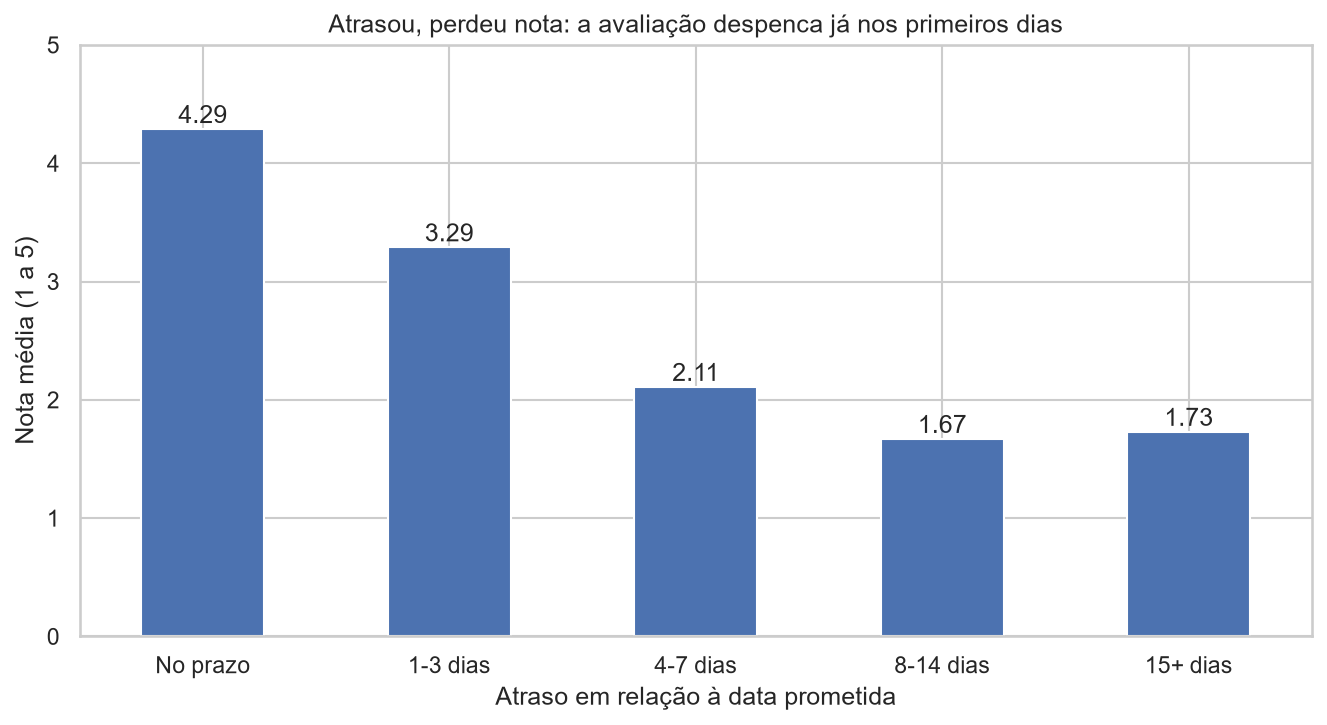 Atrasou, perdeu nota: a avaliação despenca já nos primeiros dias
Nota média (1 a 5)
5
4
3
2
1
0
4.29
3.29
2.11
1.67
1.73
No prazo
1-3 dias
4-7 dias
8-14 dias
15+ dias
Atraso em relação à data prometida